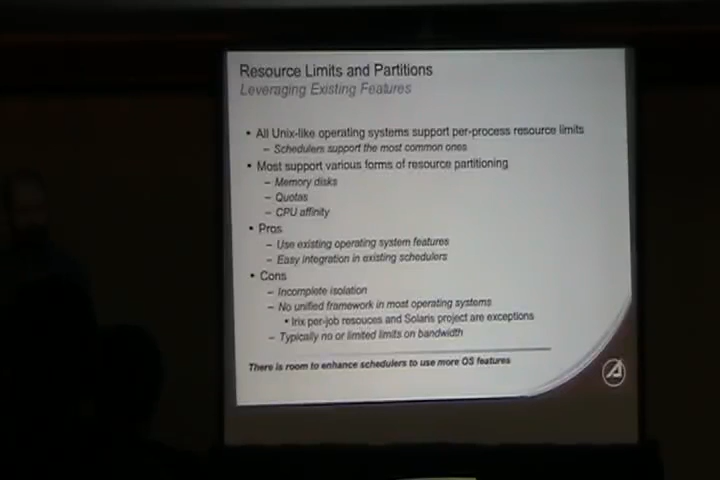 Resource Limits and Partitions
Leveraging Existing Features
• All Unix-like operating systems support per-process resource limits
– Schedulers support the most common ones
• Most support various forms of resource partitioning
– Memory disks
– Quotas
– CPU affinity
• Pros
– Use existing operating system features
– Easy integration in existing schedulers
• Cons
– Incomplete isolation
– No unified framework in most operating systems
• Irix per-job resouces and Solaris project are exceptions
– Typically no or limited limits on bandwidth
There is room to enhance schedulers to use more OS features